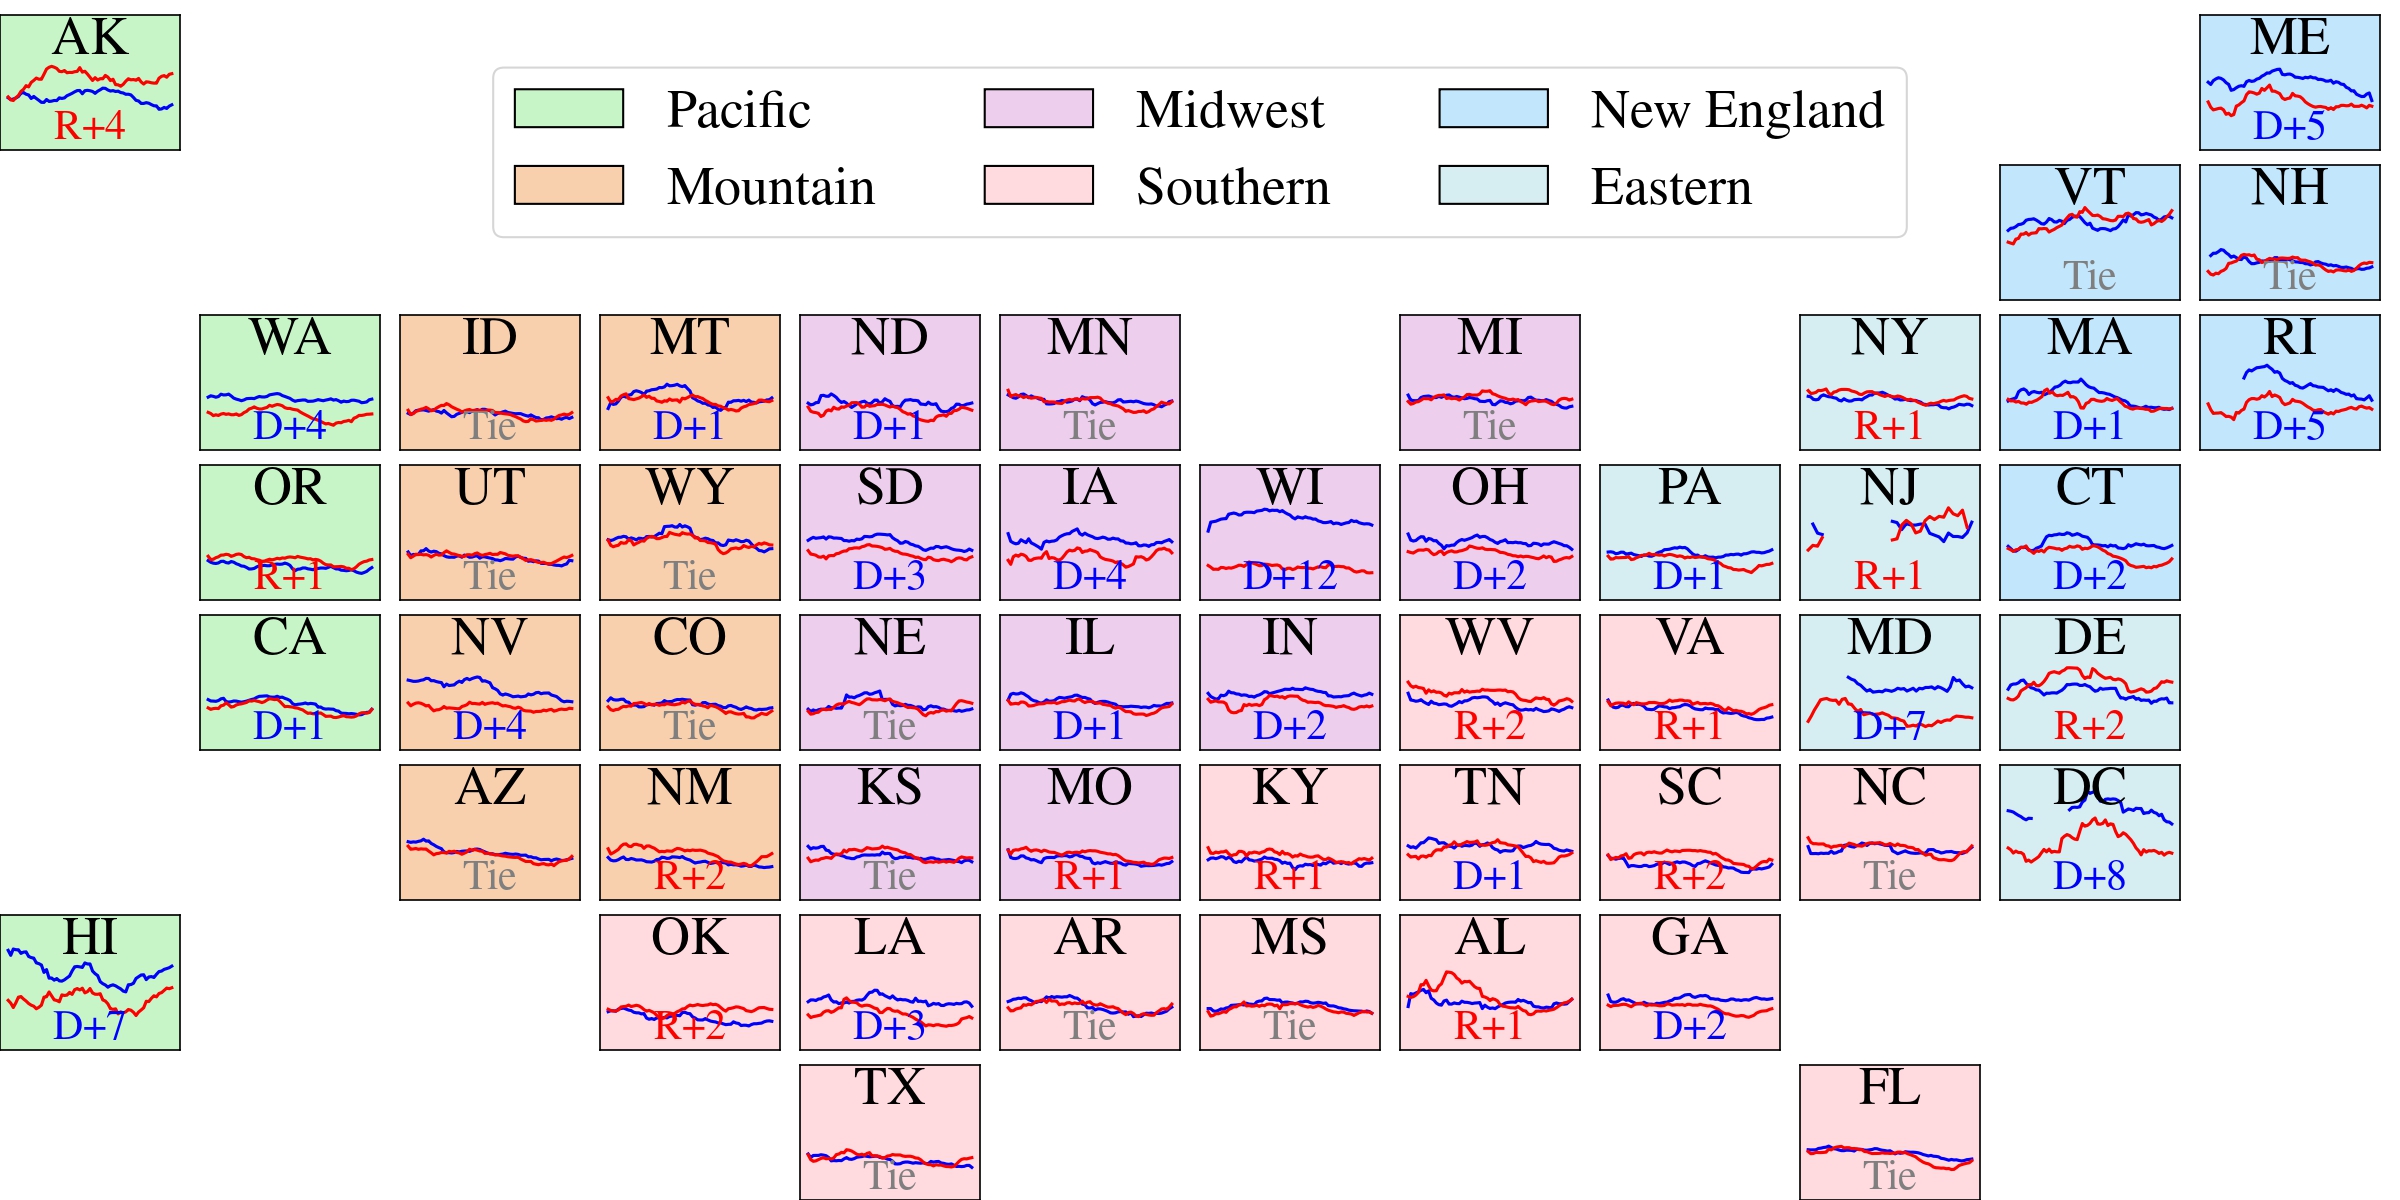 AK
R+4
Pacific
Midwest
New England
Mountain
Southern
Eastern
ME
D+5
VT
Tie
NH
Tie
WA
D+4
ID
Tie
MT
D+1
ND
D+1
MN
Tie
MI
Tie
NY
R+1
MA
D+1
RI
D+5
OR
R+1
UT
Tie
WY
Tie
SD
D+3
IA
D+4
WI
D+12
OH
D+2
PA
D+1
NJ
R+1
CT
D+2
CA
D+1
NV
D+4
CO
Tie
NE
Tie
IL
D+1
IN
D+2
WV
R+2
VA
R+1
MD
D+7
DE
R+2
AZ
Tie
NM
R+2
KS
Tie
MO
R+1
KY
R+1
TN
D+1
SC
R+2
NC
Tie
DC
D+8
HI
D+7
OK
R+2
LA
D+3
AR
Tie
MS
Tie
AL
R+1
GA
D+2
TX
Tie
FL
Tie